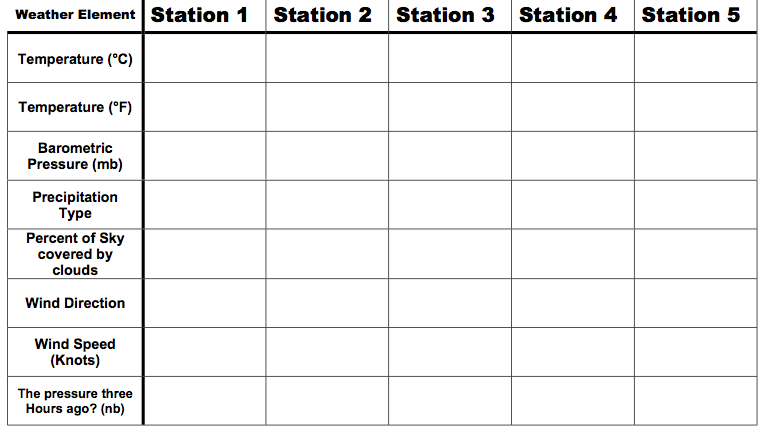 Weather Element Station 1 Station 2 Station 3 Station 4 Station 5
Temperature (°C)
Temperature (°F)
Barometric
Pressure (mb)
Precipitation
Type
Percent of Sky
covered by
clouds
Wind Direction
Wind Speed
(Knots)
The pressure three
Hours ago? (nb)